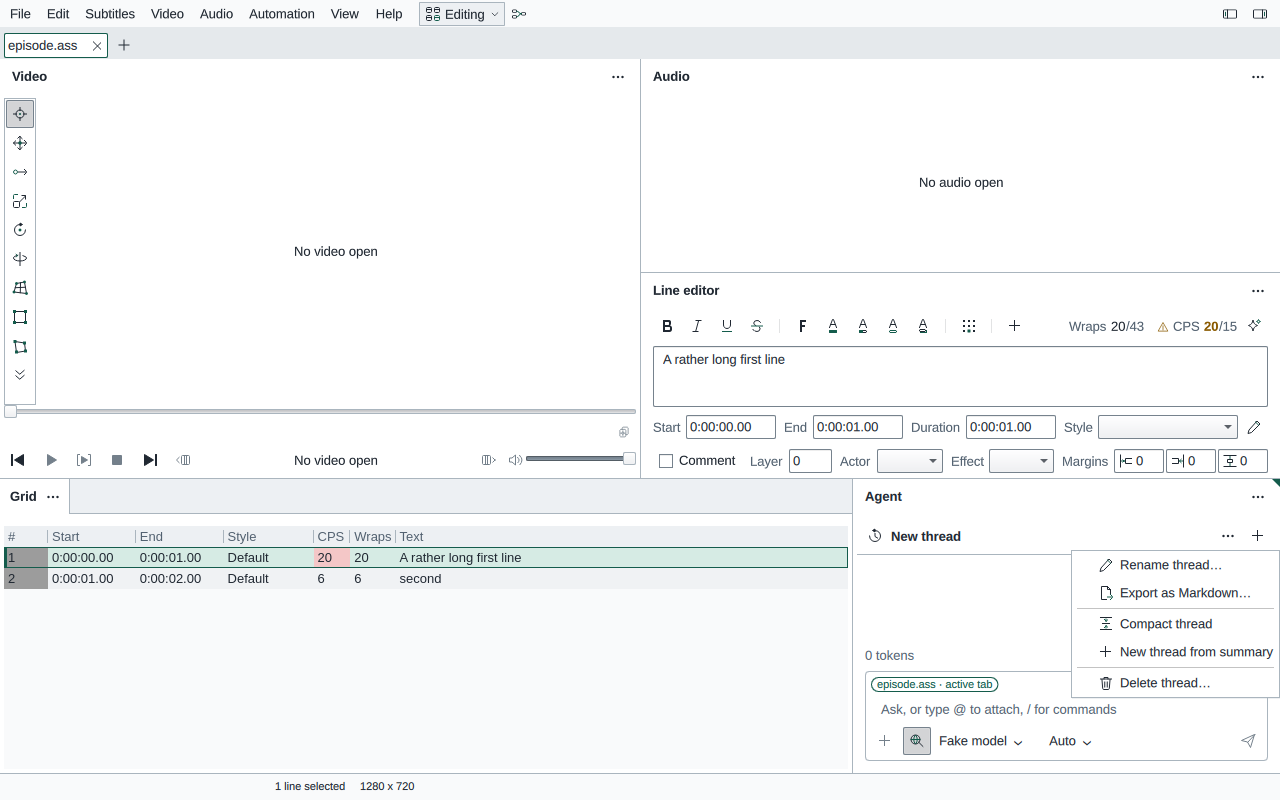 File Edit Subtitles Video Audio Automation View Help Editing
episode.ass
Video
Audio
No audio open
No video open
Line editor
B I U S F A A A A Wraps 20/43 CPS 20/15
A rather long first line
Start 0:00:00.00 End 0:00:01.00 Duration 0:00:01.00 Style
No video open
Comment Layer 0 Actor Effect Margins 0 0 0
Grid
Agent
# Start End Style CPS Wraps Text
1 0:00:00.00 0:00:01.00 Default 20 20 A rather long first line
2 0:00:01.00 0:00:02.00 Default 6 6 second
New thread
Rename thread…
Export as Markdown…
Compact thread
New thread from summary
Delete thread…
0 tokens
episode.ass · active tab
Ask, or type @ to attach, / for commands
Fake model Auto
1 line selected 1280 x 720